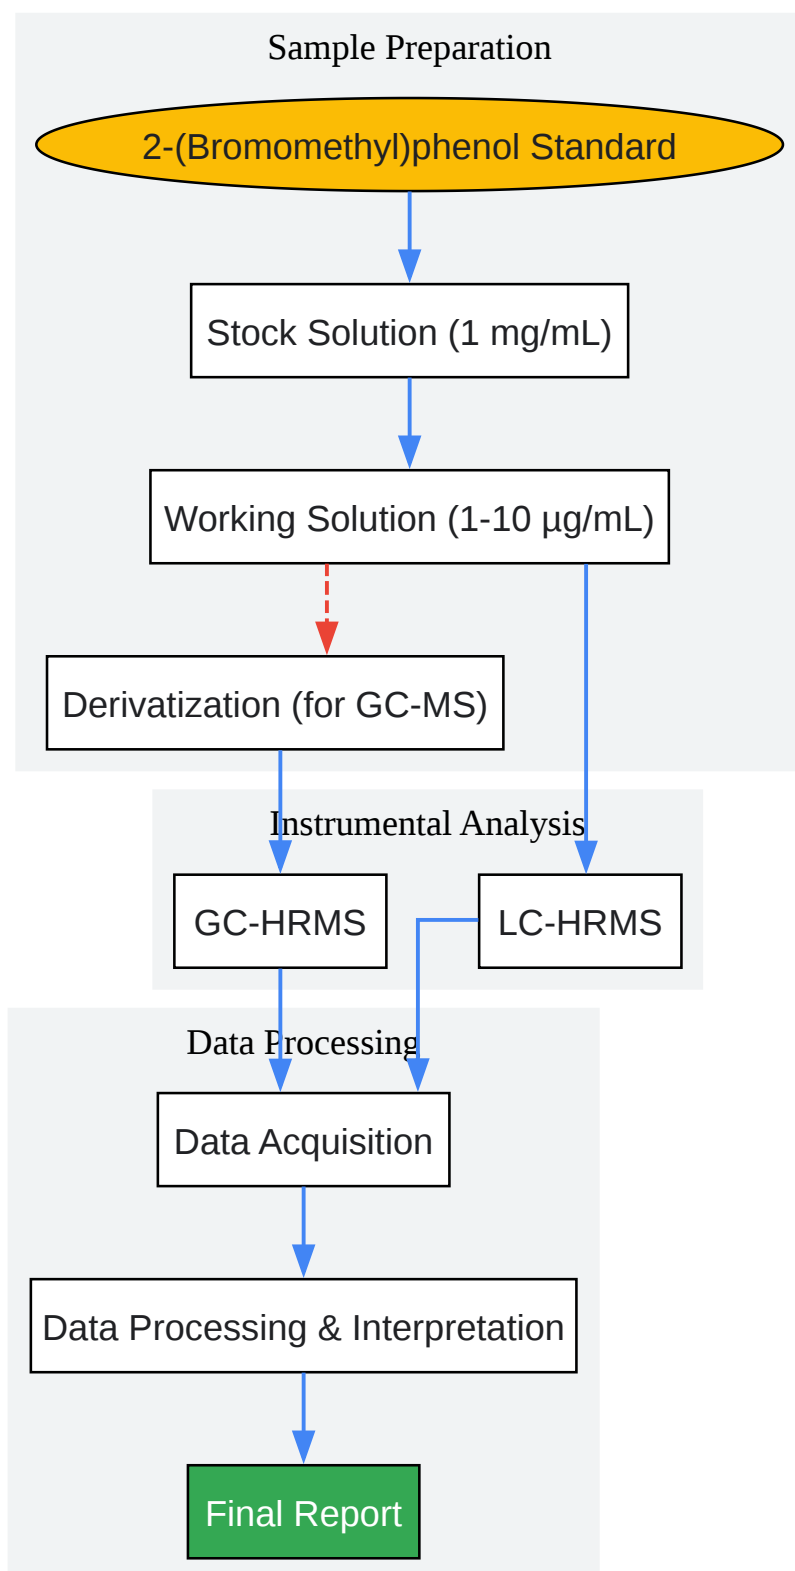 Sample Preparation
2-(Bromomethyl)phenol Standard
Stock Solution (1 mg/mL)
Working Solution (1-10 µg/mL)
Derivatization (for GC-MS)
Instrumental Analysis
GC-HRMS
LC-HRMS
Data Processing
Data Acquisition
Data Processing & Interpretation
Final Report